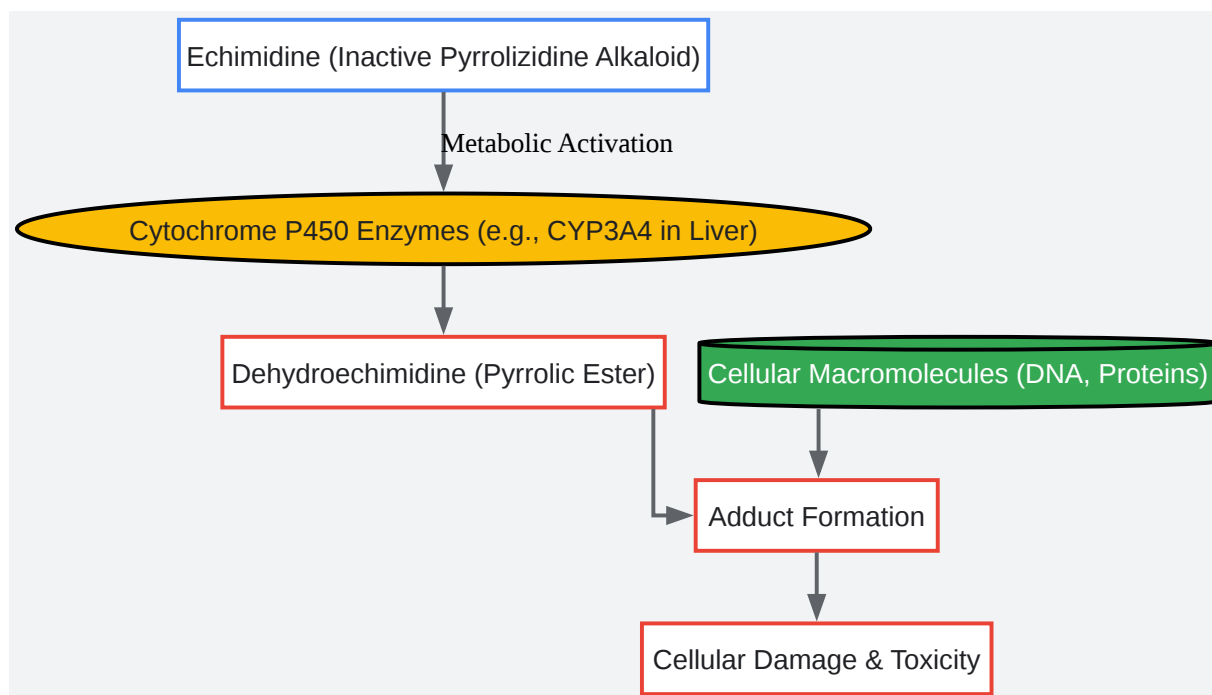 Echimidine (Inactive Pyrrolizidine Alkaloid)
Metabolic Activation
Cytochrome P450 Enzymes (e.g., CYP3A4 in Liver)
Dehydroechimidine (Pyrrolic Ester)
Cellular Macromolecules (DNA, Proteins)
Adduct Formation
Cellular Damage & Toxicity